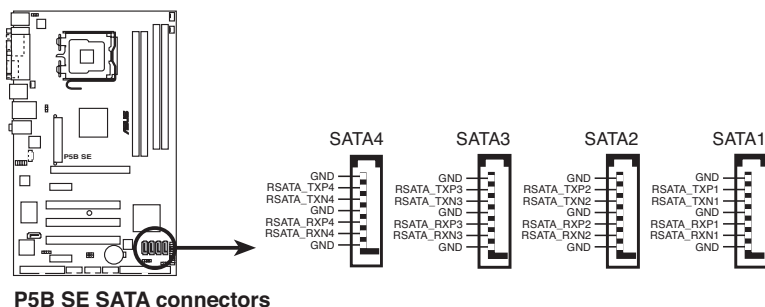 ASUS
P5B SE
SATA4
GND
RSATA_TXP4
RSATA_TXN4
GND
RSATA_RXP4
RSATA_RXN4
GND
SATA3
GND
RSATA_TXP3
RSATA_TXN3
GND
RSATA_RXP3
RSATA_RXN3
GND
SATA2
GND
RSATA_TXP2
RSATA_TXN2
GND
RSATA_RXP2
RSATA_RXN2
GND
SATA1
GND
RSATA_TXP1
RSATA_TXN1
GND
RSATA_RXP1
RSATA_RXN1
GND
P5B SE SATA connectors